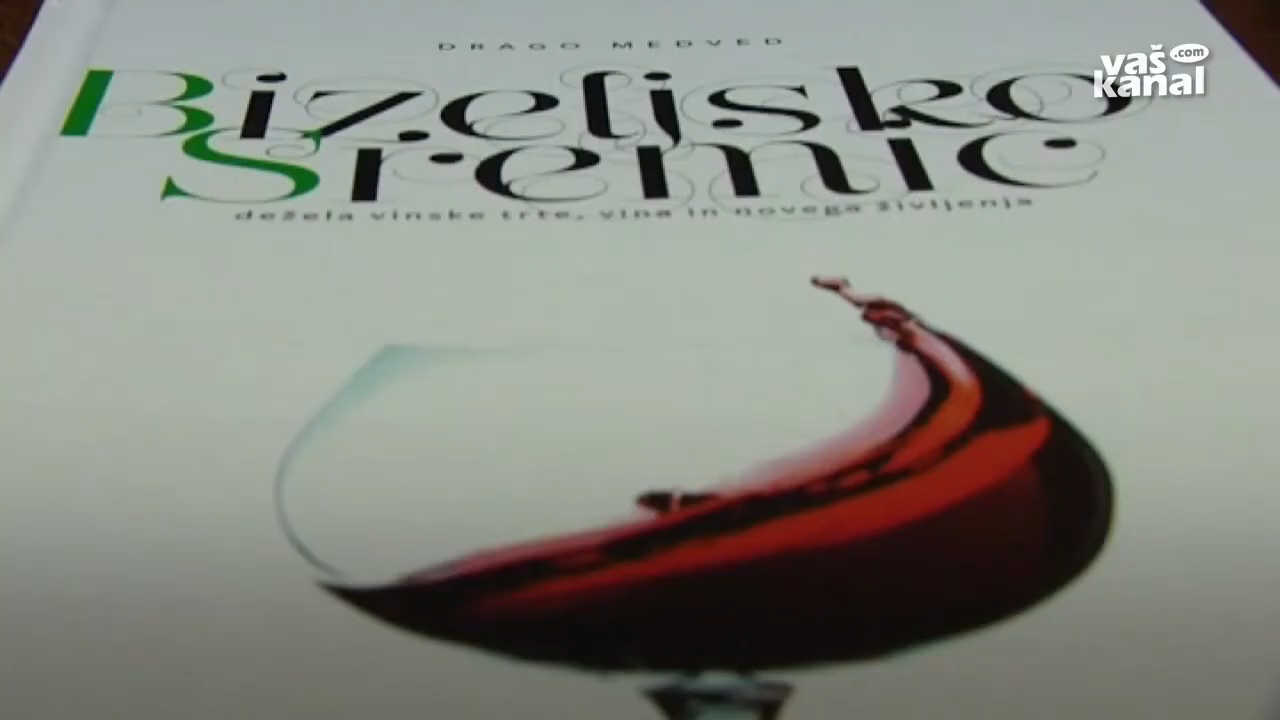 DRAGO MEDVED
Bizeljsko
Sremič
dežela vinske trte, vina in novega življenja
vaš
kanal
.com